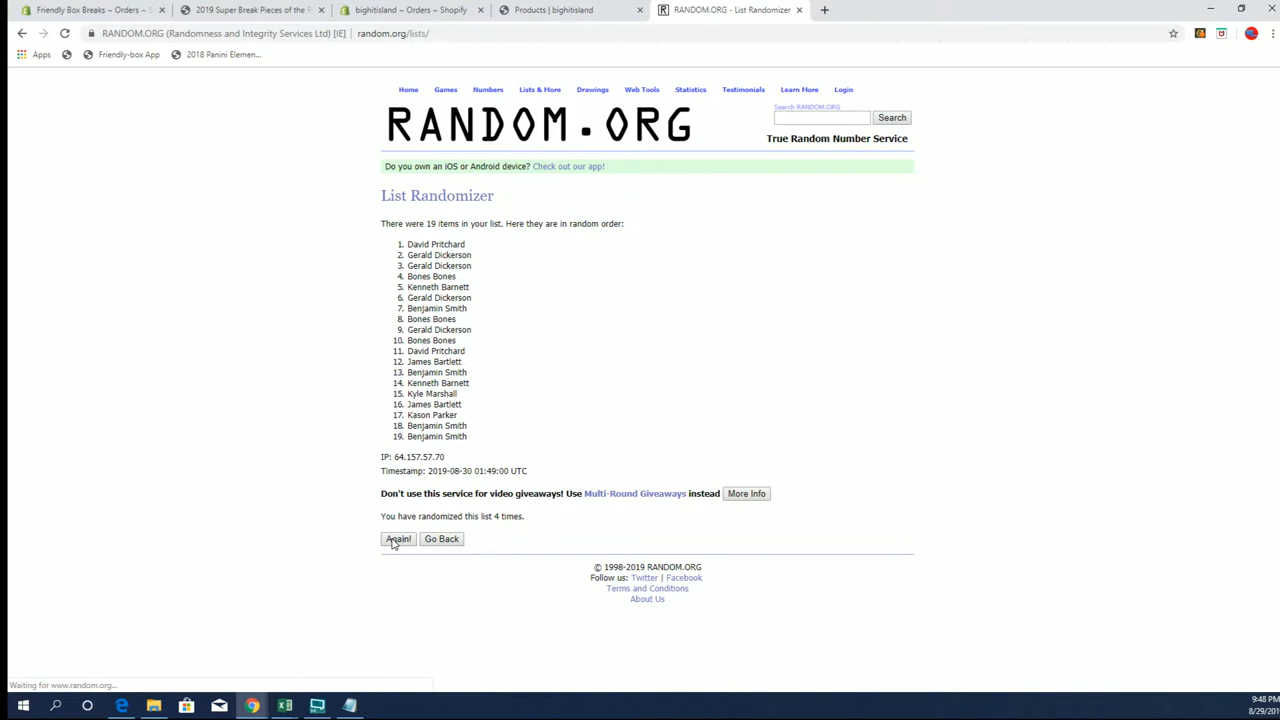 Friendly Box Breaks ~ Orders ~ S
2019 Super Break Pieces of the P
bighitisland ~ Orders ~ Shopify
Products | bighitisland
RANDOM.ORG - List Randomizer
RANDOM.ORG (Randomness and Integrity Services Ltd) [IE] | random.org/lists/
Apps
Friendly-box App
2018 Panini Elemen...
Home Games Numbers Lists & More Drawings Web Tools Statistics Testimonials Learn More Login
RANDOM.ORG
Search RANDOM.ORG
Search
True Random Number Service
Do you own an iOS or Android device? Check out our app!
List Randomizer
There were 19 items in your list. Here they are in random order:
1. David Pritchard
2. Gerald Dickerson
3. Gerald Dickerson
4. Bones Bones
5. Kenneth Barnett
6. Gerald Dickerson
7. Benjamin Smith
8. Bones Bones
9. Gerald Dickerson
10. Bones Bones
11. David Pritchard
12. James Bartlett
13. Benjamin Smith
14. Kenneth Barnett
15. Kyle Marshall
16. James Bartlett
17. Kason Parker
18. Benjamin Smith
19. Benjamin Smith
IP: 64.157.57.70
Timestamp: 2019-08-30 01:49:00 UTC
Don't use this service for video giveaways! Use Multi-Round Giveaways instead
More Info
You have randomized this list 4 times.
Again!
Go Back
© 1998-2019 RANDOM.ORG
Follow us: Twitter | Facebook
Terms and Conditions
About Us
Waiting for www.random.org...
9:48 PM
8/29/201